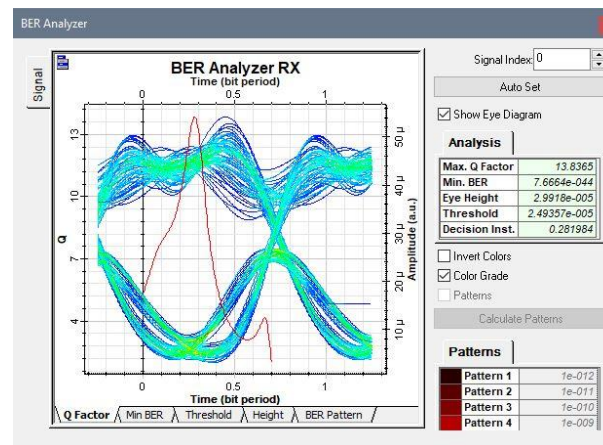 BER Analyzer
Signal Index: 0
Auto Set
Show Eye Diagram
Analysis
Max. Q Factor 13.8365
Min. BER 7.6664e-044
Eye Height 2.9918e-005
Threshold 2.49357e-005
Decision Inst. 0.281984
Invert Colors
Color Grade
Patterns
Calculate Patterns
Patterns
Pattern 1 1e-012
Pattern 2 1e-011
Pattern 3 1e-010
Pattern 4 1e-009
Signal
BER Analyzer RX
Time (bit period)
0 0.5 1
Q
13
10
7
4
Amplitude (a.u.)
50 µ
40 µ
30 µ
20 µ
10 µ
0 0.5 1
Time (bit period)
Q Factor Min BER Threshold Height BER Pattern